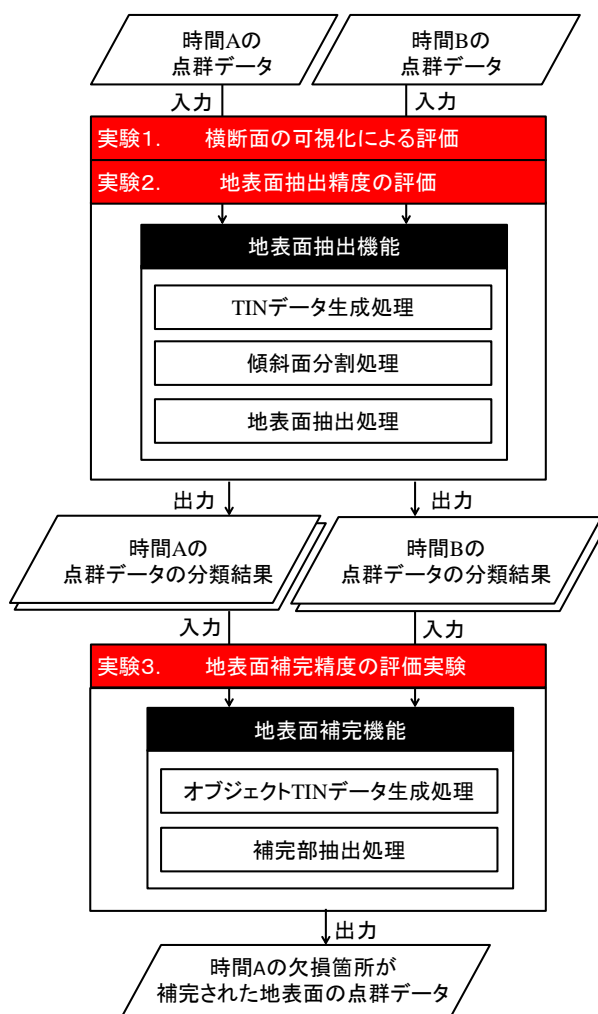 時間Aの
点群データ
時間Bの
点群データ
入力
入力
実験1. 横断面の可視化による評価
実験2. 地表面抽出精度の評価
地表面抽出機能
TINデータ生成処理
傾斜面分割処理
地表面抽出処理
出力
出力
時間Aの
点群データの分類結果
時間Bの
点群データの分類結果
入力
入力
実験3. 地表面補完精度の評価実験
地表面補完機能
オブジェクトTINデータ生成処理
補完部抽出処理
出力
時間Aの欠損箇所が
補完された地表面の点群データ